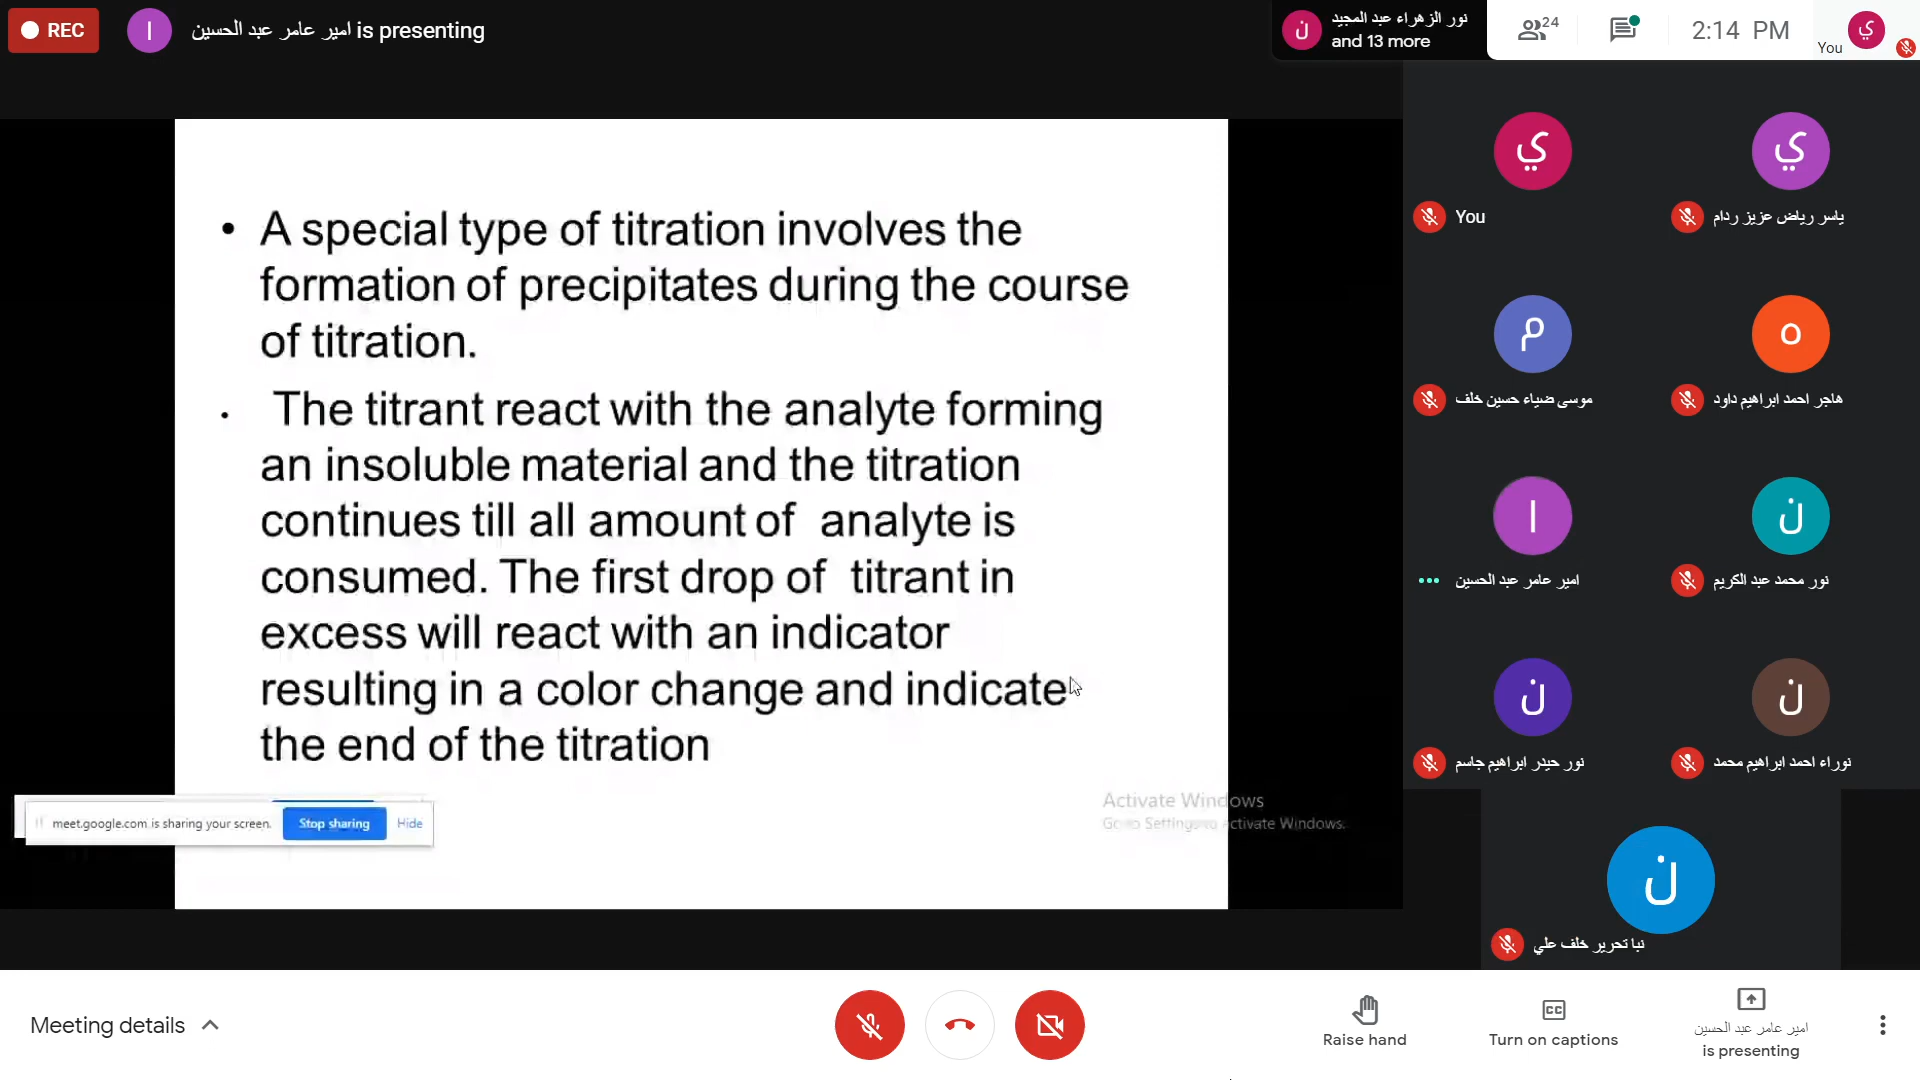 REC
ا
امير عامر عبد الحسين is presenting
ن
نور الزهراء عبد المجيد
and 13 more
24
2:14 PM
You
ي
• A special type of titration involves the
formation of precipitates during the course
of titration.
• The titrant react with the analyte forming
an insoluble material and the titration
continues till all amount of analyte is
consumed. The first drop of titrant in
excess will react with an indicator
resulting in a color change and indicate
the end of the titration
meet.google.com is sharing your screen.
Stop sharing
Hide
Activate Windows
Go to Settings to activate Windows.
ي
You
ي
ياسر رياض عزيز ردام
م
موسى ضياء حسين خلف
ه
هاجر احمد ابراهيم داود
ا
امير عامر عبد الحسين
ن
نور محمد عبد الكريم
ن
نور حيدر ابراهيم جاسم
ن
نوراء احمد ابراهيم محمد
ن
نبا تحرير خلف علي
Meeting details
Raise hand
CC
Turn on captions
امير عامر عبد الحسين
is presenting